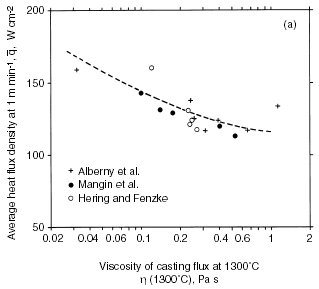 200
(a)
150
100
50
Average heat flux density at 1 m min-1, q̄, W cm-2
+ Alberny et al.
● Mangin et al.
○ Hering and Fenzke
0.02 0.04 0.06 0.1 0.2 0.4 0.6 1 2
Viscosity of casting flux at 1300°C
η (1300°C), Pa s